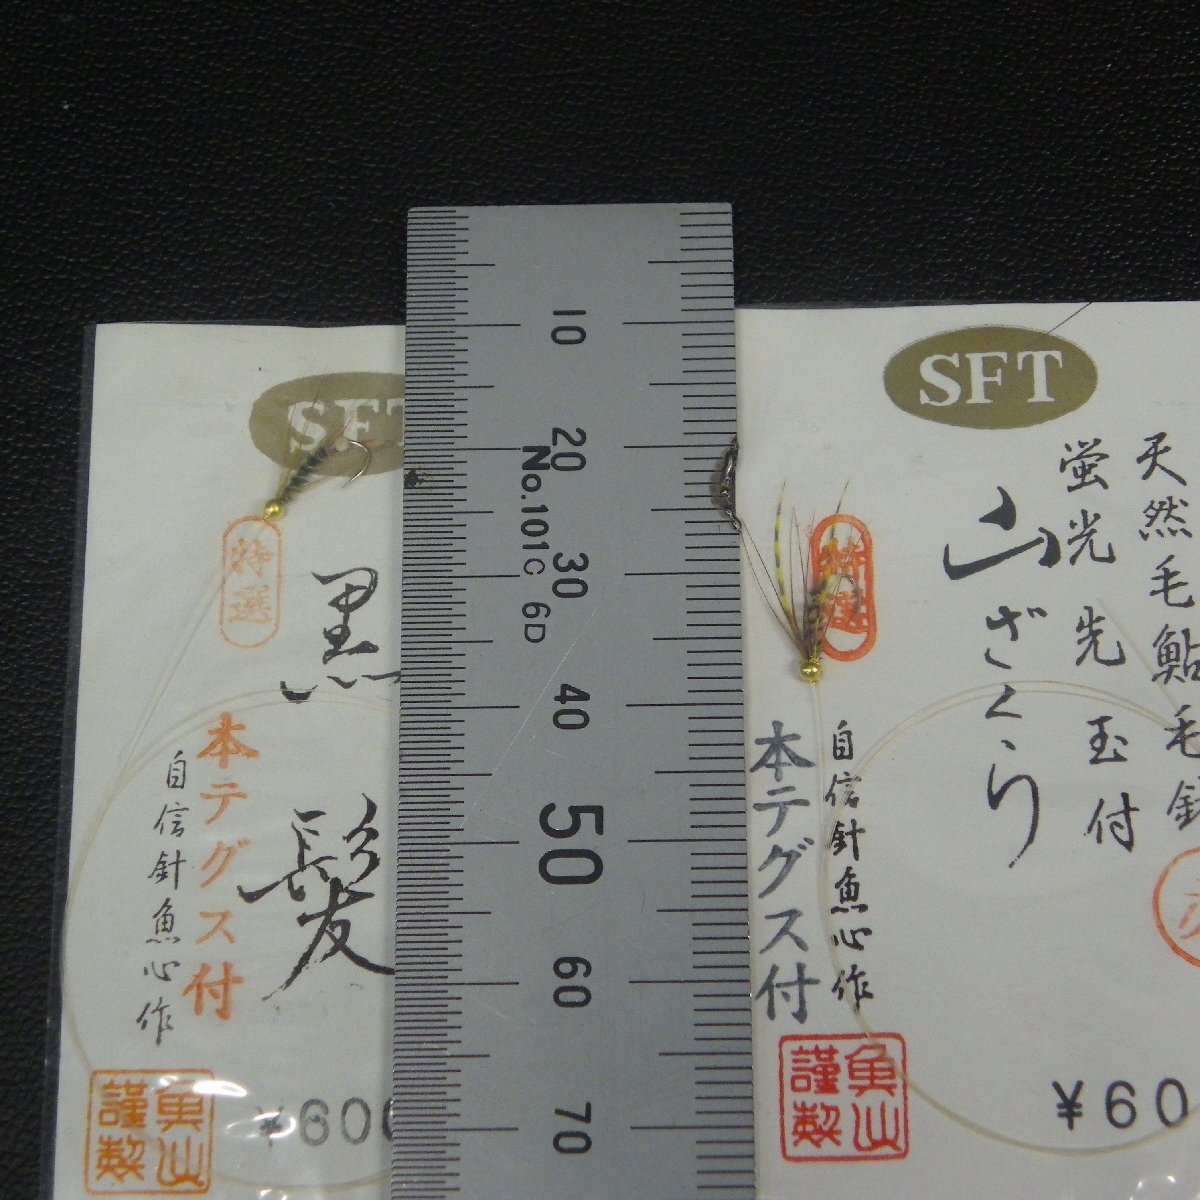 SFT
特選
黒髪
本テグス付
自信針魚心作
謹製
魚山
¥600
10
20
30
40
50
60
70
No.101C 6D
SFT
天然毛鮎毛
蛍光先玉付
山ざくら
特選
自信針魚心作
本テグス付
謹製
魚山
¥60